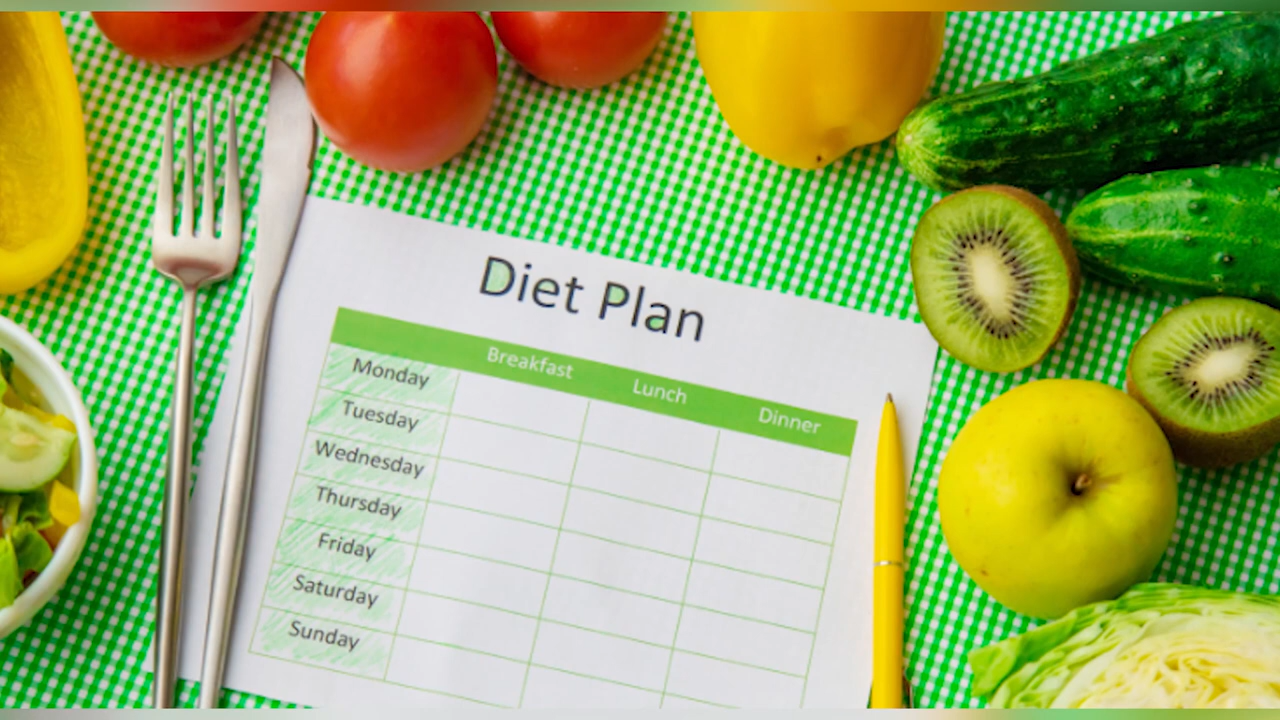 Diet Plan
Breakfast Lunch Dinner
Monday
Tuesday
Wednesday
Thursday
Friday
Saturday
Sunday